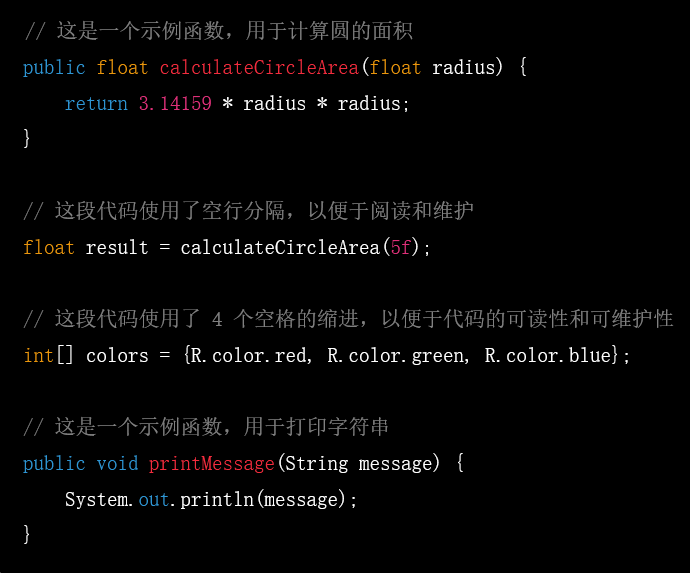 // 这是一个示例函数，用于计算圆的面积
public float calculateCircleArea(float radius) {
    return 3.14159 * radius * radius;
}
// 这段代码使用了空行分隔，以便于阅读和维护
float result = calculateCircleArea(5f);
// 这段代码使用了 4 个空格的缩进，以便于代码的可读性和可维护性
int[] colors = {R.color.red, R.color.green, R.color.blue};
// 这是一个示例函数，用于打印字符串
public void printMessage(String message) {
    System.out.println(message);
}